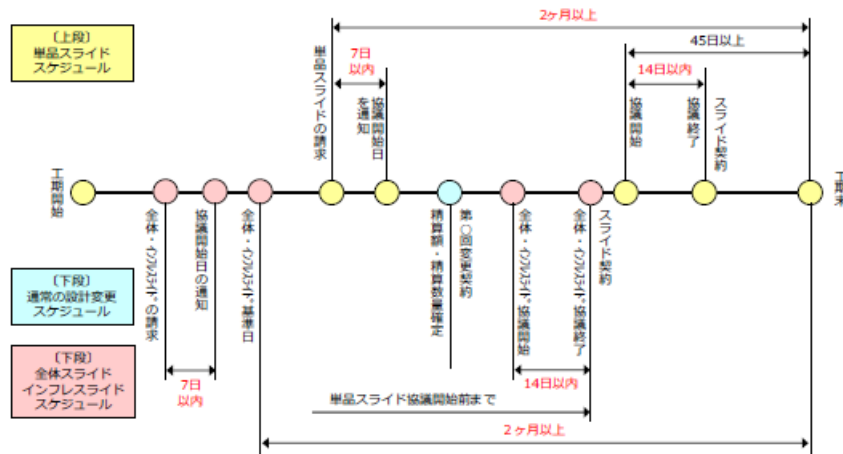 2ヶ月以上
〔上段〕
単品スライド
スケジュール
45日以上
7日
以内
14日以内
単品スライドの請求
協議開始日
を通知
協議開始
協議終了
スライド契約
工期開始
工期末
全体・インフレスライドの請求
協議開始日の通知
全体・インフレスライド基準日
第〇回変更契約
精算額・精算数量確定
全体・インフレスライド協議開始
スライド契約
全体・インフレスライド協議終了
〔下段〕
通常の設計変更
スケジュール
〔下段〕
全体スライド
インフレスライド
スケジュール
7日
以内
14日以内
単品スライド協議開始前まで
2ヶ月以上